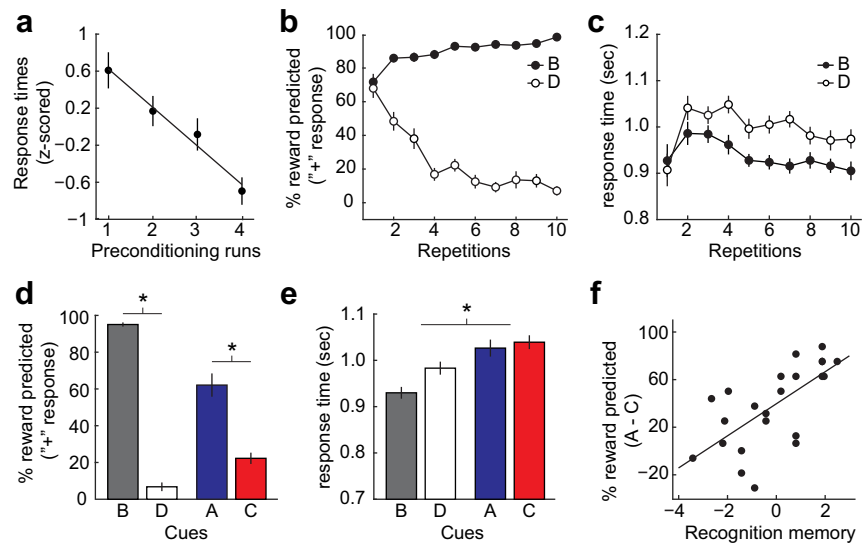 a
Response times
(z-scored)
1
0.6
0.2
−0.2
−0.6
−1
1 2 3 4
Preconditioning runs
b
% reward predicted
("+" response)
100
80
60
40
20
0
B
D
2 4 6 8 10
Repetitions
c
response time (sec)
1.2
1.1
1.0
0.9
0.8
B
D
2 4 6 8 10
Repetitions
d
% reward predicted
("+" response)
100
80
60
40
20
0
*
*
B D A C
Cues
e
response time (sec)
1.1
1.0
0.9
0.8
0.7
*
B D A C
Cues
f
% reward predicted
(A - C)
100
60
20
−20
−4 −2 0 2 4
Recognition memory